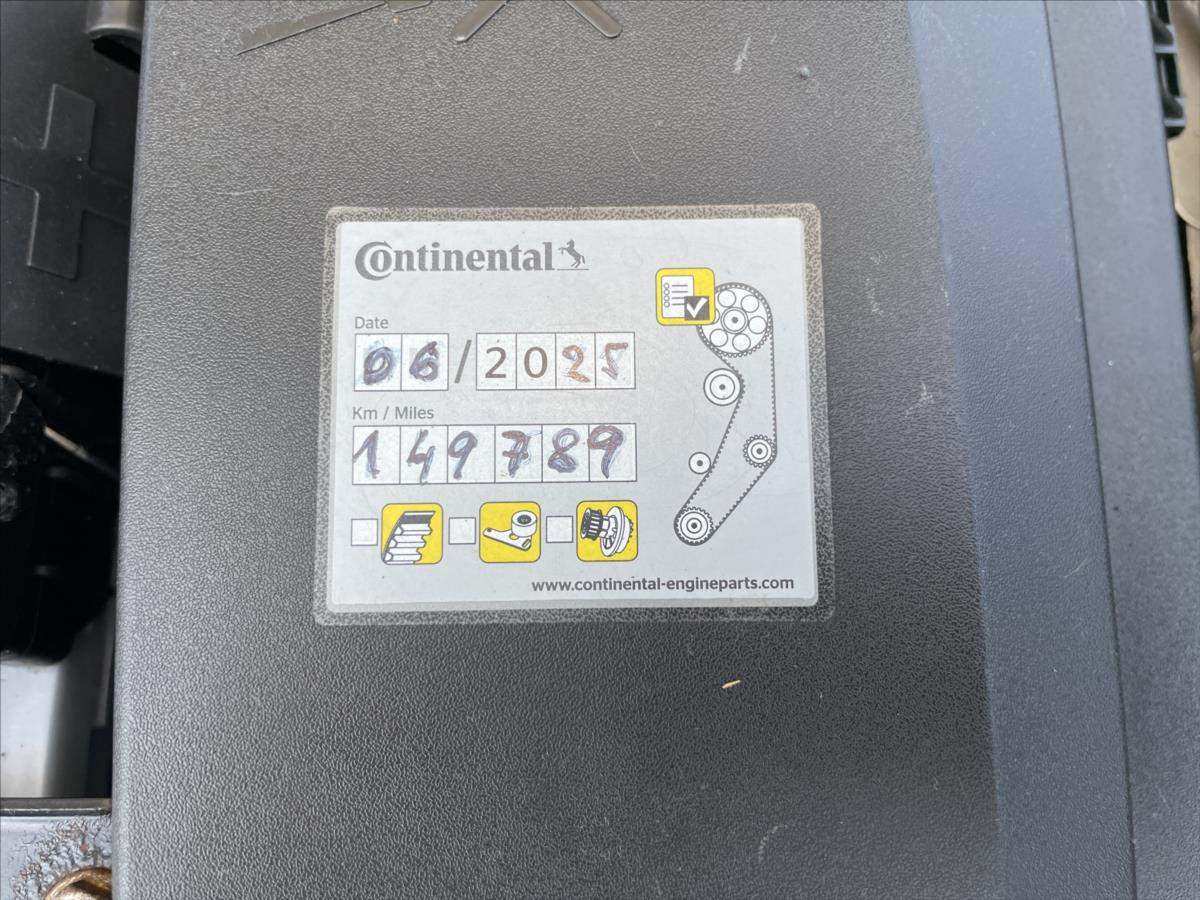 Continental
Date
06/2025
Km / Miles
149789
www.continental-engineparts.com